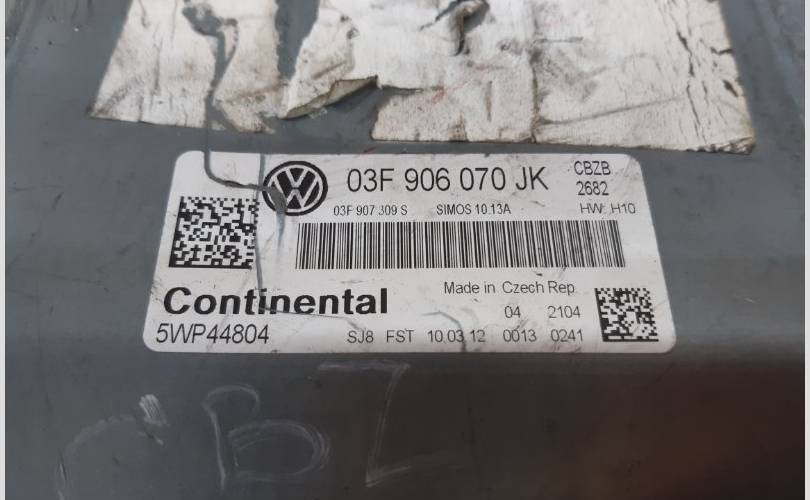 03F 906 070 JK
CBZB
2682
03F 907 309 S SIMOS 10.13A HW: H10
Continental
Made in Czech Rep.
04 2104
5WP44804
SJ8 FST 10.03.12 0013 0241
CBZ